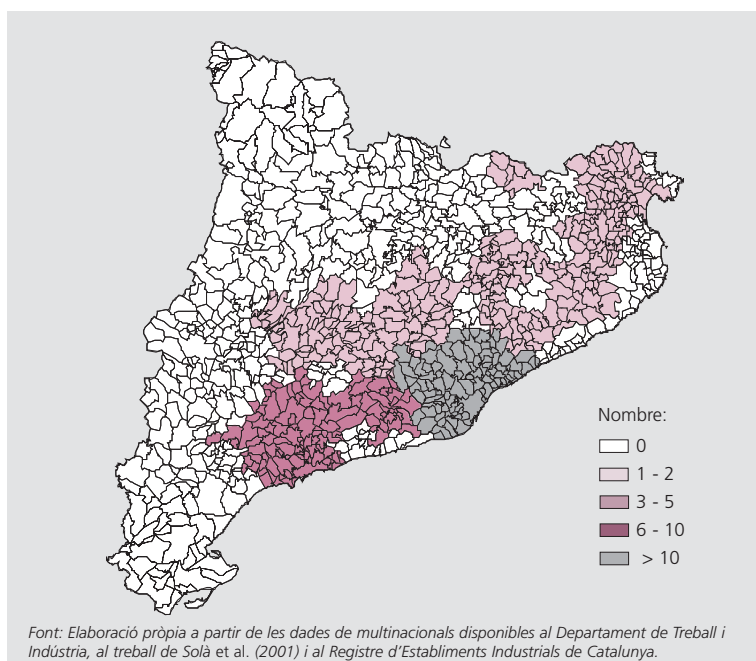 Nombre:
0
1 - 2
3 - 5
6 - 10
> 10
Font: Elaboració pròpia a partir de les dades de multinacionals disponibles al Departament de Treball i
Indústria, al treball de Solà et al. (2001) i al Registre d’Establiments Industrials de Catalunya.